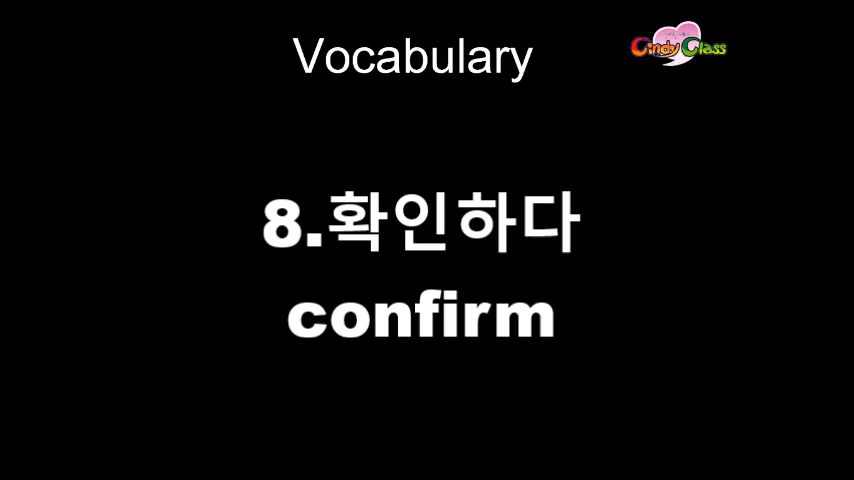 Vocabulary
Cindy Class
8.확인하다
confirm